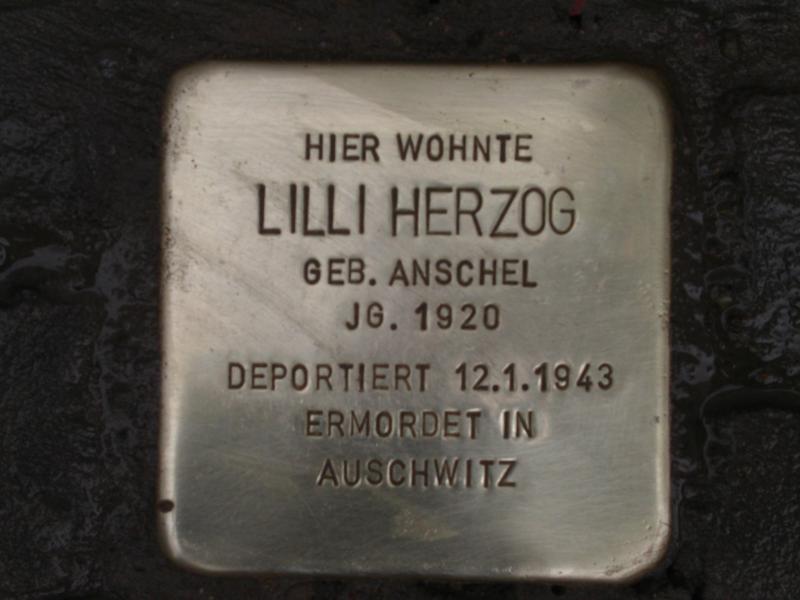 HIER WOHNTE
LILLI HERZOG
GEB. ANSCHEL
JG. 1920
DEPORTIERT 12.1.1943
ERMORDET IN
AUSCHWITZ